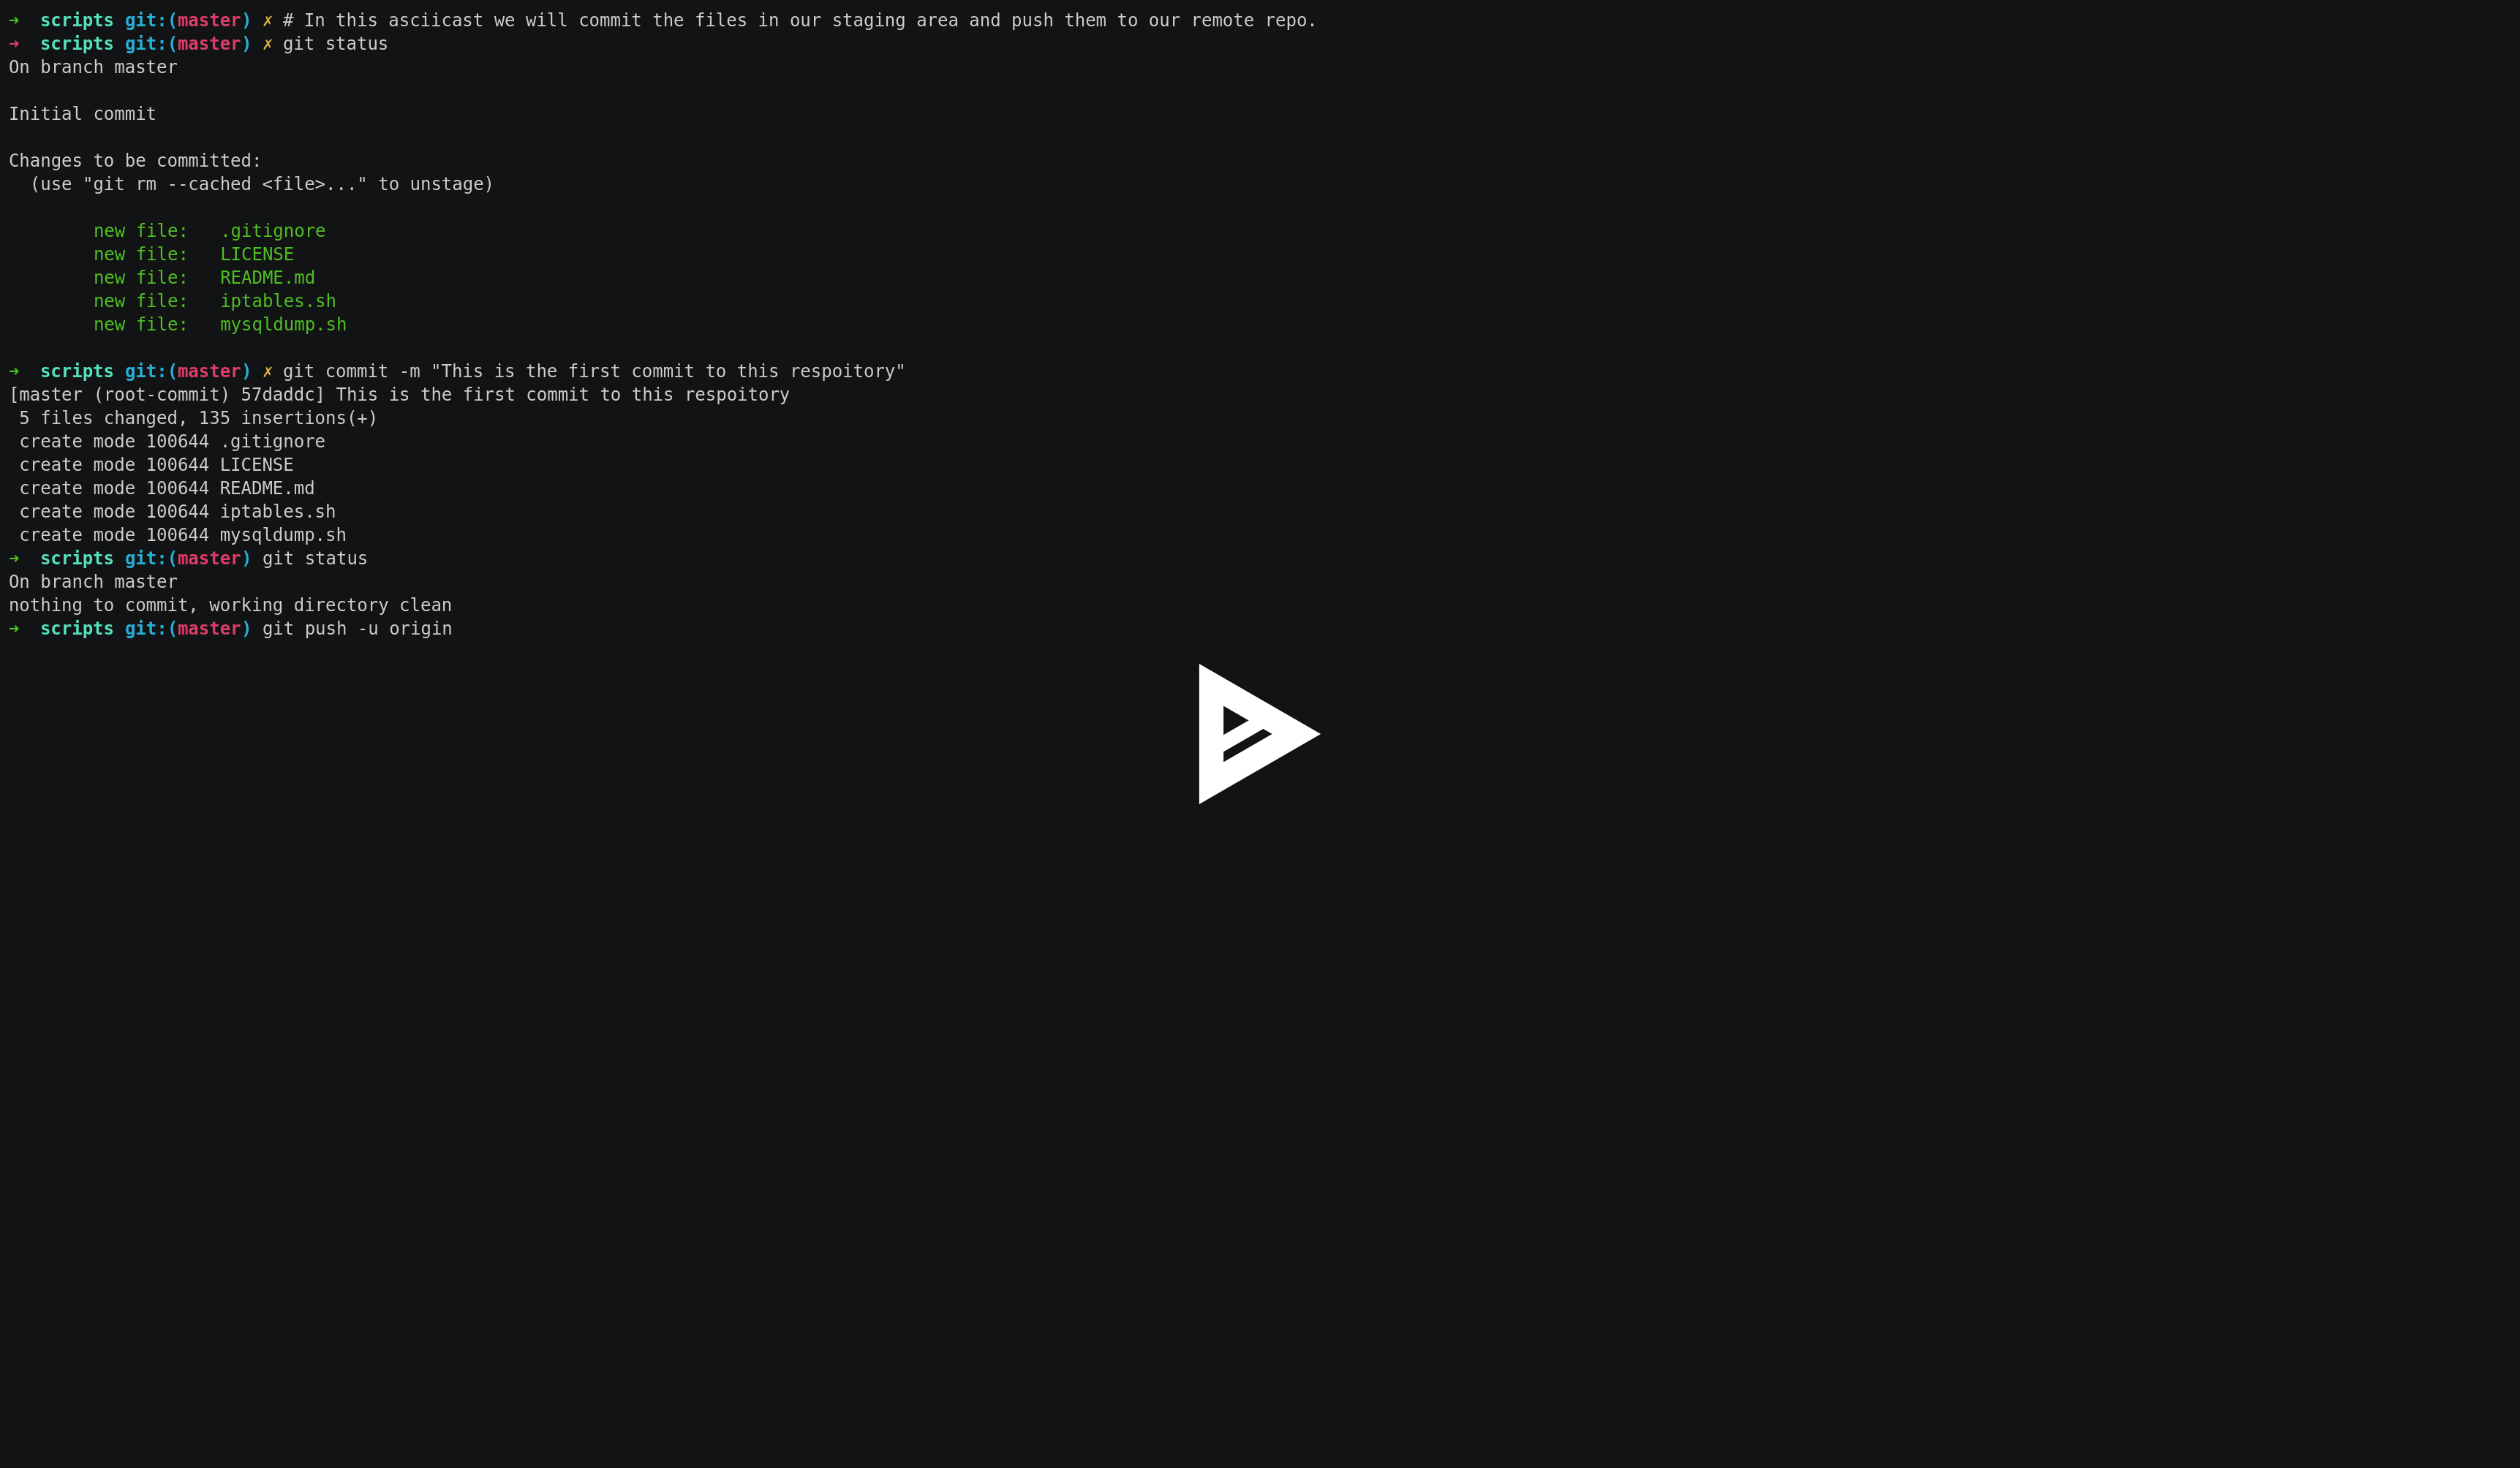 ➜  scripts git:(master) ✗ # In this asciicast we will commit the files in our staging area and push them to our remote repo.
➜  scripts git:(master) ✗ git status
On branch master
Initial commit
Changes to be committed:
  (use "git rm --cached <file>..." to unstage)
        new file:   .gitignore
        new file:   LICENSE
        new file:   README.md
        new file:   iptables.sh
        new file:   mysqldump.sh
➜  scripts git:(master) ✗ git commit -m "This is the first commit to this respoitory"
[master (root-commit) 57daddc] This is the first commit to this respoitory
 5 files changed, 135 insertions(+)
 create mode 100644 .gitignore
 create mode 100644 LICENSE
 create mode 100644 README.md
 create mode 100644 iptables.sh
 create mode 100644 mysqldump.sh
➜  scripts git:(master) git status
On branch master
nothing to commit, working directory clean
➜  scripts git:(master) git push -u origin